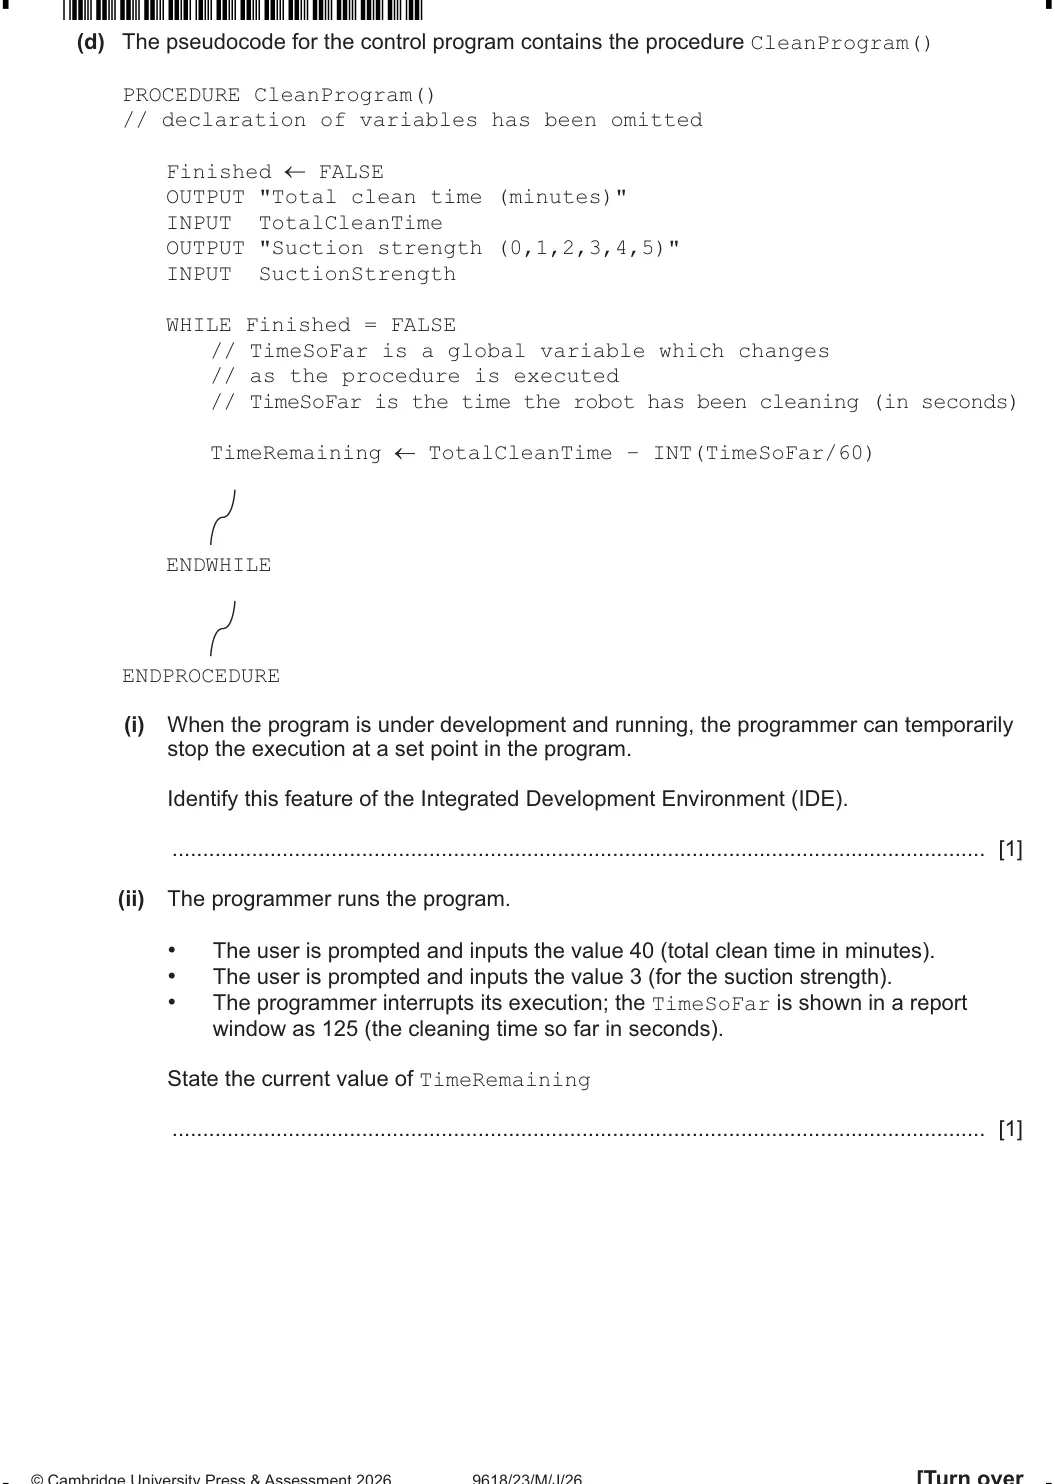 (d) The pseudocode for the control program contains the procedure CleanProgram()
PROCEDURE CleanProgram()
// declaration of variables has been omitted
Finished ← FALSE
OUTPUT "Total clean time (minutes)"
INPUT TotalCleanTime
OUTPUT "Suction strength (0,1,2,3,4,5)"
INPUT SuctionStrength
WHILE Finished = FALSE
// TimeSoFar is a global variable which changes
// as the procedure is executed
// TimeSoFar is the time the robot has been cleaning (in seconds)
TimeRemaining ← TotalCleanTime – INT(TimeSoFar/60)
ENDWHILE
ENDPROCEDURE
(i) When the program is under development and running, the programmer can temporarily
stop the execution at a set point in the program.
Identify this feature of the Integrated Development Environment (IDE).
...................................................................................................................................... [1]
(ii) The programmer runs the program.
• The user is prompted and inputs the value 40 (total clean time in minutes).
• The user is prompted and inputs the value 3 (for the suction strength).
• The programmer interrupts its execution; the TimeSoFar is shown in a report
window as 125 (the cleaning time so far in seconds).
State the current value of TimeRemaining
...................................................................................................................................... [1]
© Cambridge University Press & Assessment 2026 9618/23/M/J/26 [Turn over